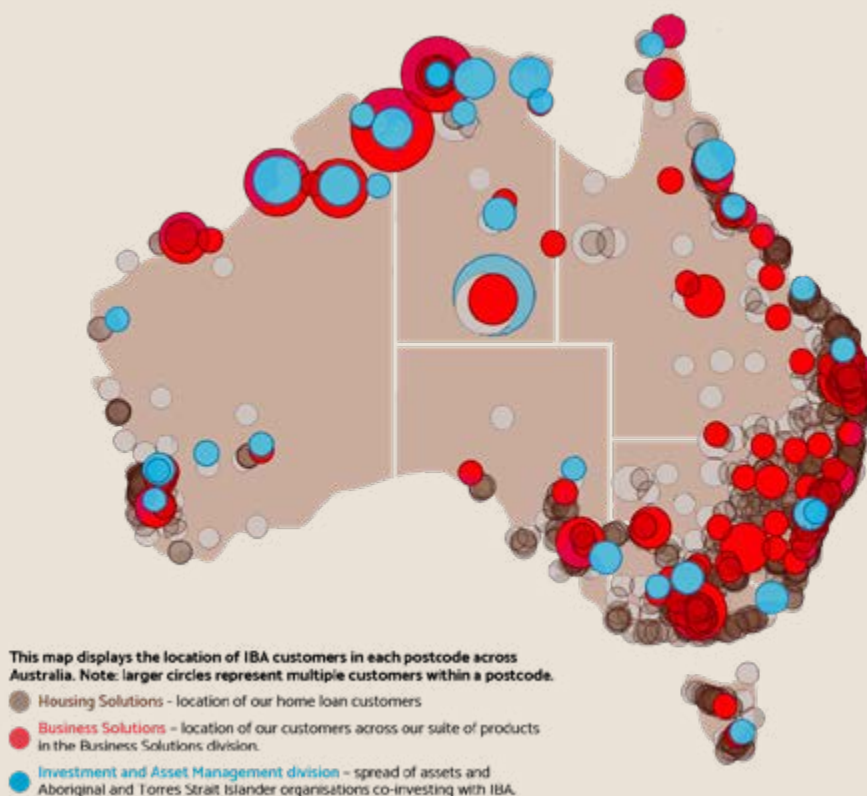 This map displays the location of IBA customers in each postcode across
Australia. Note: larger circles represent multiple customers within a postcode.
Housing Solutions - location of our home loan customers
Business Solutions – location of our customers across our suite of products
in the Business Solutions division.
Investment and Asset Management division – spread of assets and
Aboriginal and Torres Strait Islander organisations co-investing with IBA.